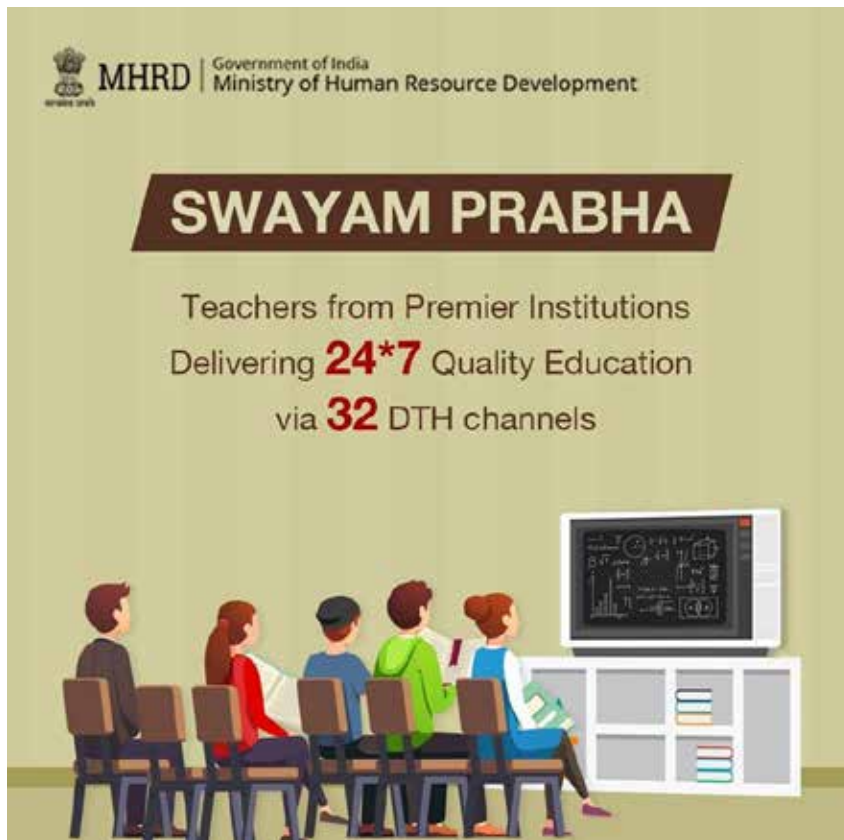 MHRD
Government of India
Ministry of Human Resource Development
SWAYAM PRABHA
Teachers from Premier Institutions
Delivering 24*7 Quality Education
via 32 DTH channels